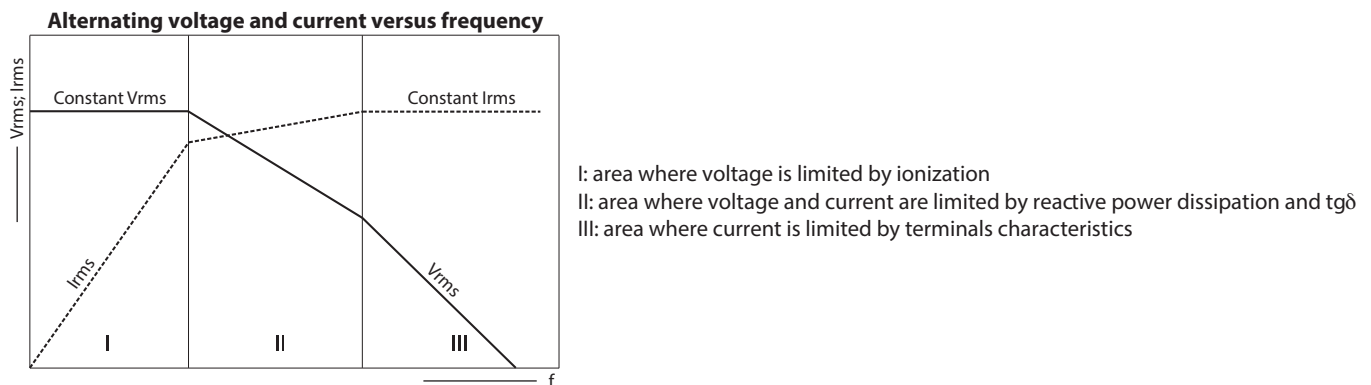 Alternating voltage and current versus frequency
Vrms; Irms
Constant Vrms
Constant Irms
Irms
Vrms
I
II
III
f
I: area where voltage is limited by ionization
II: area where voltage and current are limited by reactive power dissipation and tgδ
III: area where current is limited by terminals characteristics